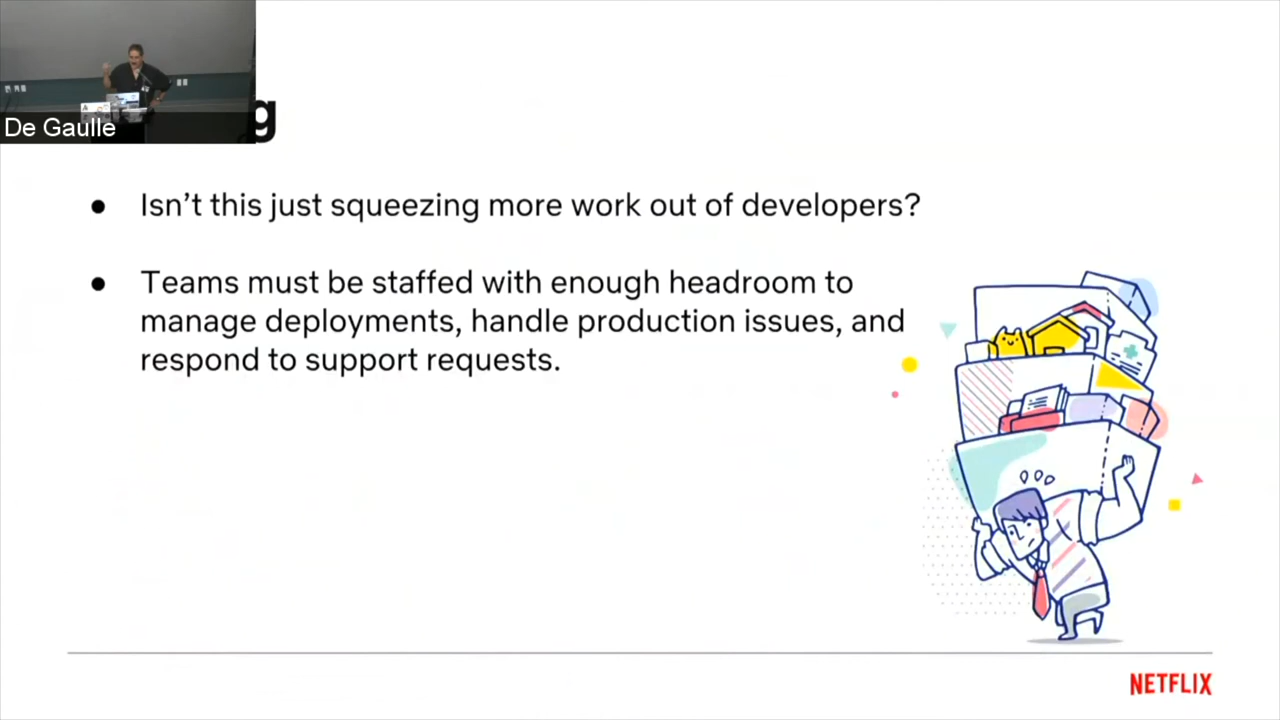 De Gaulle
g
● Isn’t this just squeezing more work out of developers?
● Teams must be staffed with enough headroom to
manage deployments, handle production issues, and
respond to support requests.
NETFLIX